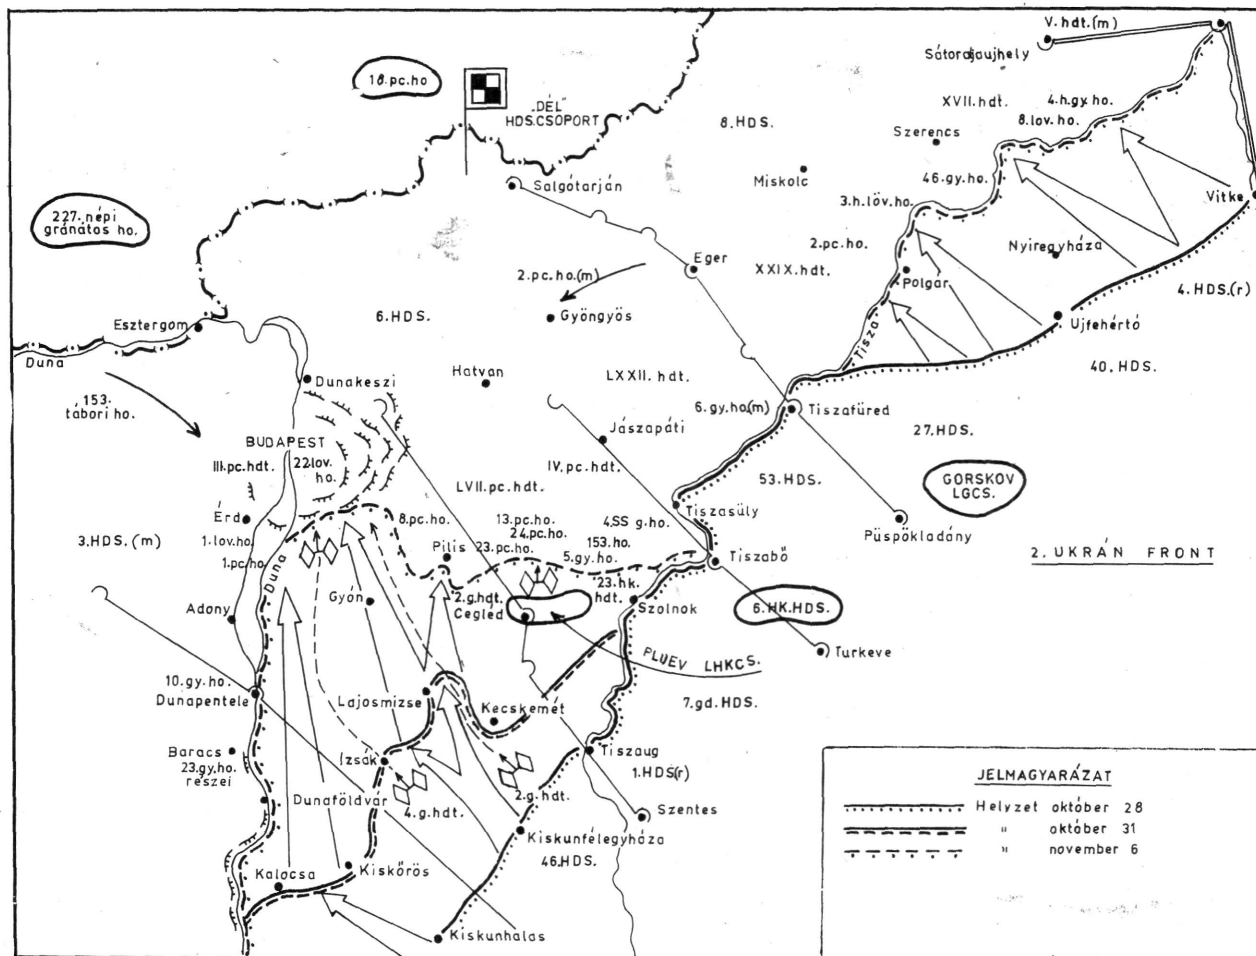 V. hdt.(m)
Sátoraljaujhely
18.pc.ho
„DÉL"
HDS.CSOPORT
8.HDS.
XVII.hdt.
4.h.gy.ho.
8.lov.ho.
Szerencs
Salgótarján
Miskolc
46.gy.ho.
3.h.löv.ho.
Vitke
227.népi
gránátos ho.
2.pc.ho.
Nyiregyháza
Eger
XXIX.hdt.
2.pc.ho.(m)
Polgár
4.HDS.(r)
6.HDS.
Gyöngyös
Esztergom
Ujfehértó
Duna
Tisza
40.HDS.
Hatvan
LXXII. hdt.
Dunakeszi
153.
tábori ho.
6.gy.ho.(m)
Tiszafüred
Jászapáti
27.HDS.
BUDAPEST
III.pc.hdt.
22.lov.
ho.
IV.pc.hdt.
53.HDS.
GORSKOV
LGCS.
LVII.pc.hdt.
Tiszasüly
Érd
8.pc.ho.
13.pc.ho.
4.SS g.ho.
Püspökladány
24.pc.ho.
3.HDS.(m)
1.lov.ho.
Pilis
23.pc.ho.
153.ho.
5.gy.ho.
Tiszabő
2. UKRÁN FRONT
1.pc.ho.
Duna
23.hk.
hdt.
Gyón
2.g.hdt.
Cegléd
Szolnok
6.HK.HDS.
Adony
PLIJEV LHKCS.
Turkeve
10.gy.ho.
Dunapentele
Lajosmizse
7.gd.HDS.
Kecskemét
Baracs
23.gy.ho.
részei
Izsák
Tiszaug
1.HDS(r)
JELMAGYARÁZAT
Dunaföldvár
4.g.hdt.
2.g.hdt.
Szentes
Helyzet október 28
" október 31
" november 6
Kiskunfélegyháza
46.HDS.
Kalocsa
Kiskőrös
Kiskunhalas